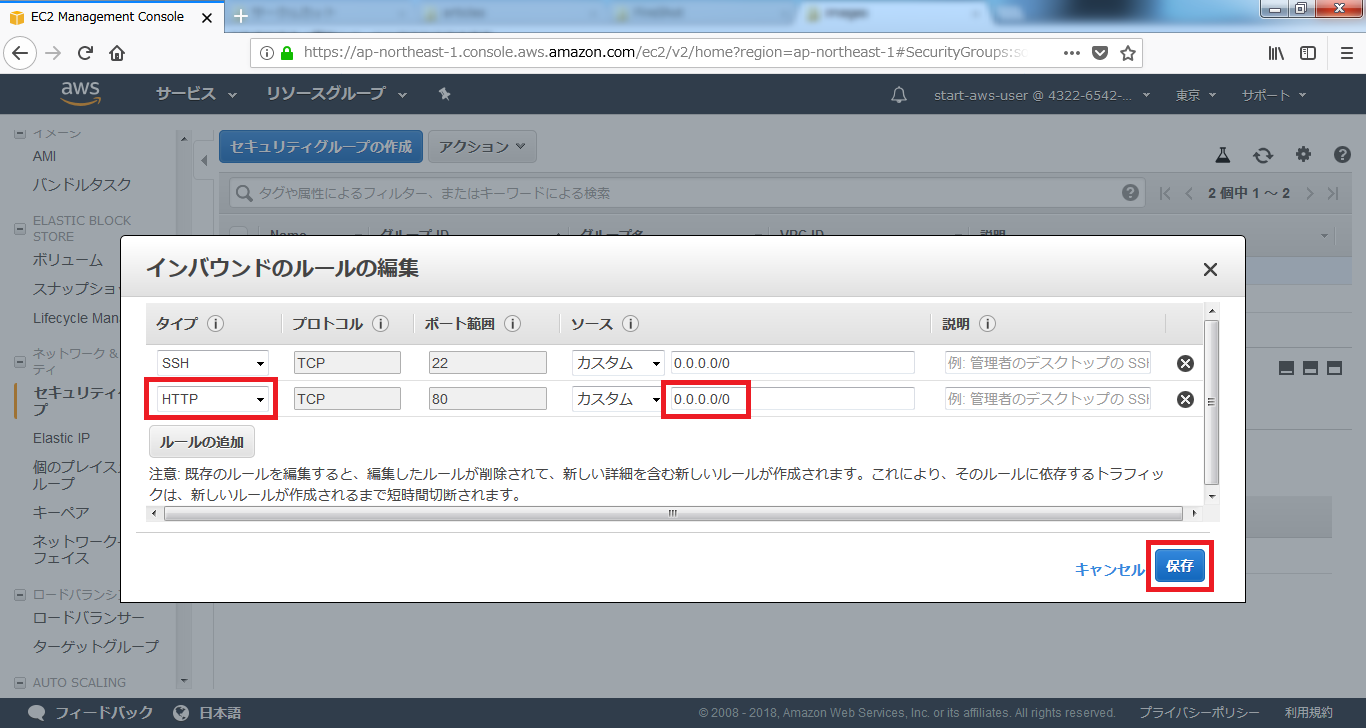 EC2 Management Console
https://ap-northeast-1.console.aws.amazon.com/ec2/v2/home?region=ap-northeast-1#SecurityGroups:sc
aws サービス リソースグループ start-aws-user @ 4322-6542-... 東京 サポート
イメージ
AMI
バンドルタスク
ELASTIC BLOCK
STORE
ボリューム
スナップショ
Lifecycle Man
ネットワーク &
ティ
セキュリティ
プ
Elastic IP
個のプレイス
ループ
キーペア
ネットワーク
フェイス
ロードバランシ
ロードバランサー
ターゲットグループ
AUTO SCALING
セキュリティグループの作成 アクション
タグや属性によるフィルター、またはキーワードによる検索 2 個中 1 ～ 2
Name グループ ID グループ名 VPC ID 説明
インバウンドのルールの編集
タイプ プロトコル ポート範囲 ソース 説明
SSH TCP 22 カスタム 0.0.0.0/0 例: 管理者のデスクトップの SSH
HTTP TCP 80 カスタム 0.0.0.0/0 例: 管理者のデスクトップの SSH
ルールの追加
注意: 既存のルールを編集すると、編集したルールが削除されて、新しい詳細を含む新しいルールが作成されます。これにより、そのルールに依存するトラフィッ
クは、新しいルールが作成されるまで短時間切断されます。
キャンセル 保存
フィードバック 日本語 © 2008 - 2018, Amazon Web Services, Inc. or its affiliates. All rights reserved. プライバシーポリシー 利用規約